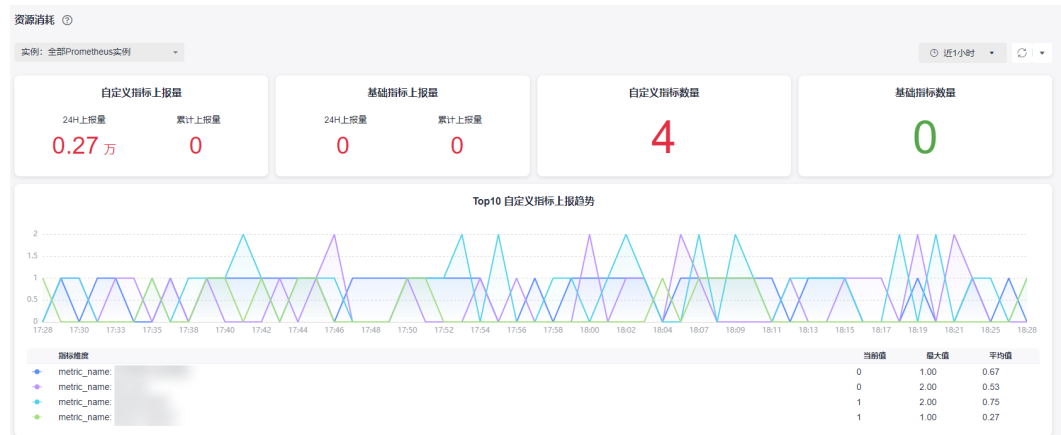 资源消耗
实例：全部Prometheus实例
近1小时
自定义指标上报量
24H上报量 累计上报量
0.27 万 0
基础指标上报量
24H上报量 累计上报量
0 0
自定义指标数量
4
基础指标数量
0
Top10 自定义指标上报趋势
2
1.5
1
0.5
0
17:28 17:30 17:33 17:35 17:38 17:40 17:42 17:44 17:46 17:48 17:50 17:52 17:54 17:56 17:58 18:00 18:02 18:04 18:07 18:09 18:11 18:13 18:15 18:17 18:19 18:21 18:25 18:28
指标维度 当前值 最大值 平均值
metric_name: 0 1.00 0.67
metric_name: 0 2.00 0.53
metric_name: 1 2.00 0.75
metric_name: 1 1.00 0.27